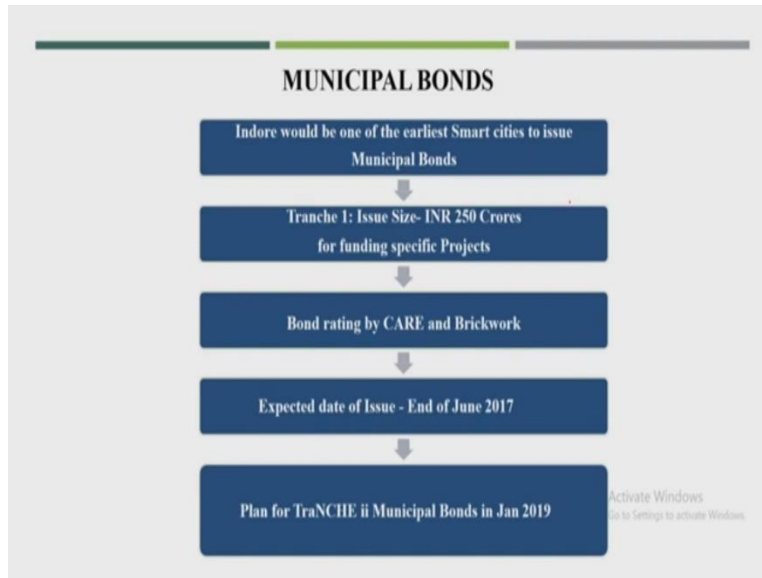 MUNICIPAL BONDS
Indore would be one of the earliest Smart cities to issue
Municipal Bonds
Tranche 1: Issue Size- INR 250 Crores
for funding specific Projects
Bond rating by CARE and Brickwork
Expected date of Issue - End of June 2017
Plan for TraNCHE ii Municipal Bonds in Jan 2019
Activate Windows
Go to Settings to activate Windows.